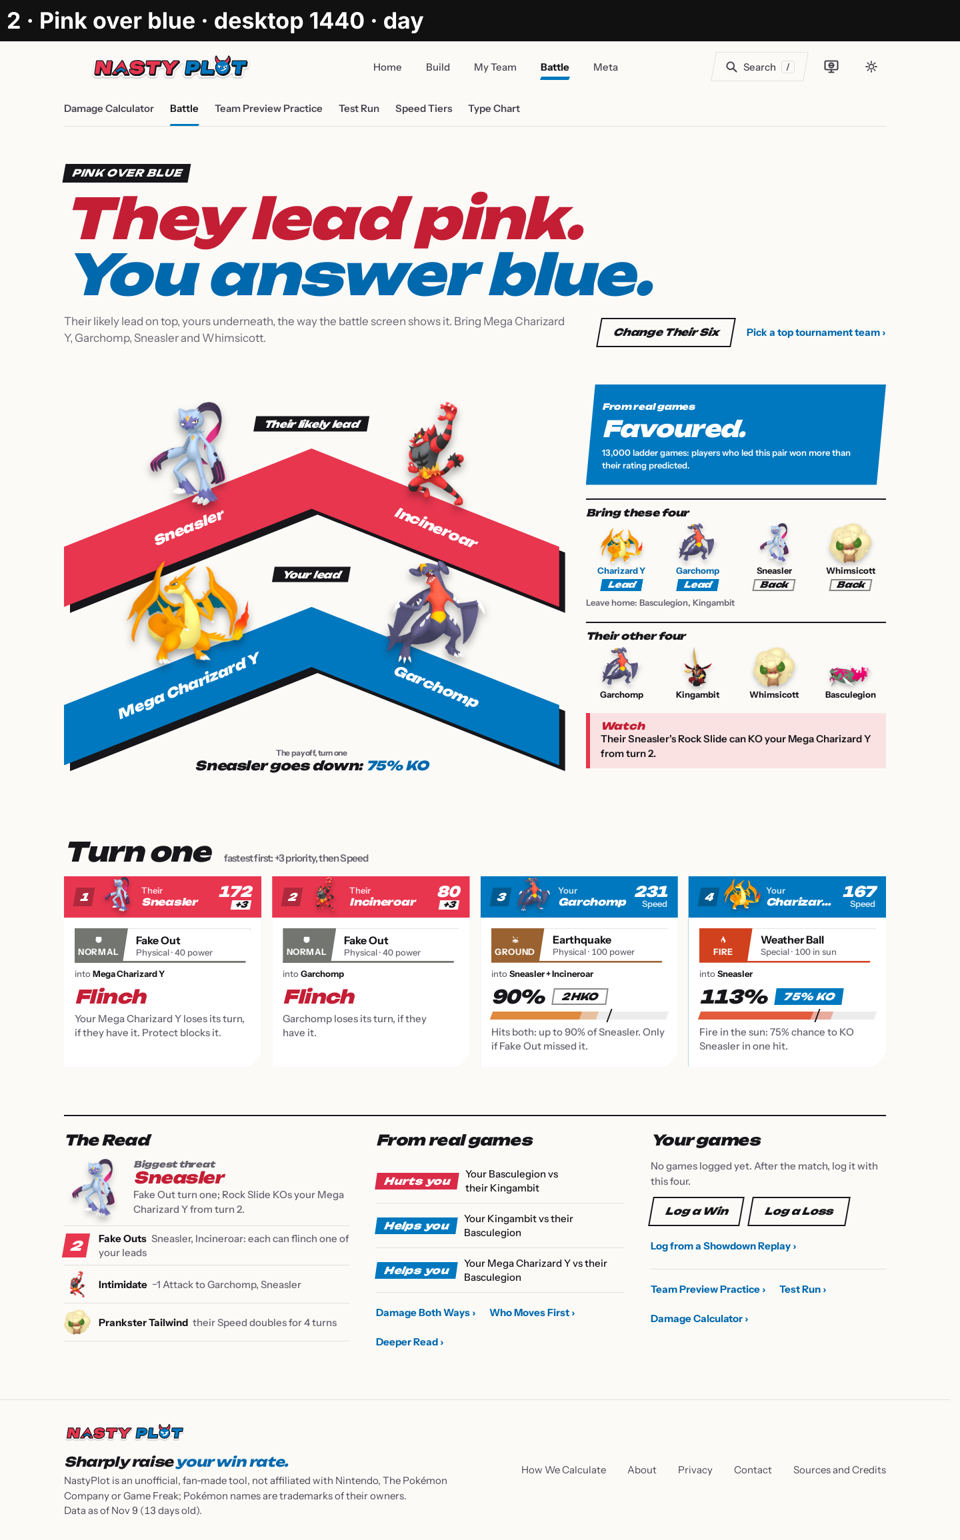 2 · Pink over blue · desktop 1440 · day
NASTY PLOT
Home
Build
My Team
Battle
Meta
Search /
Damage Calculator
Battle
Team Preview Practice
Test Run
Speed Tiers
Type Chart
PINK OVER BLUE
They lead pink.
You answer blue.
Their likely lead on top, yours underneath, the way the battle screen shows it. Bring Mega Charizard
Y, Garchomp, Sneasler and Whimsicott.
Change Their Six
Pick a top tournament team ›
Their likely lead
Sneasler
Incineroar
Your lead
Mega Charizard Y
Garchomp
The payoff, turn one
Sneasler goes down: 75% KO
From real games
Favoured.
13,000 ladder games: players who led this pair won more than
their rating predicted.
Bring these four
Charizard Y
Garchomp
Sneasler
Whimsicott
Lead
Lead
Back
Back
Leave home: Basculegion, Kingambit
Their other four
Garchomp
Kingambit
Whimsicott
Basculegion
Watch
Their Sneasler's Rock Slide can KO your Mega Charizard Y
from turn 2.
Turn one
fastest first: +3 priority, then Speed
1
Their
Sneasler
172
+3
NORMAL
Fake Out
Physical · 40 power
into Mega Charizard Y
Flinch
Your Mega Charizard Y loses its turn,
if they have it. Protect blocks it.
2
Their
Incineroar
80
+3
NORMAL
Fake Out
Physical · 40 power
into Garchomp
Flinch
Garchomp loses its turn, if they
have it.
3
Your
Garchomp
231
Speed
GROUND
Earthquake
Physical · 100 power
into Sneasler + Incineroar
90% 2HKO
Hits both: up to 90% of Sneasler. Only
if Fake Out missed it.
4
Your
Charizar...
167
Speed
FIRE
Weather Ball
Special · 100 in sun
into Sneasler
113% 75% KO
Fire in the sun: 75% chance to KO
Sneasler in one hit.
The Read
Biggest threat
Sneasler
Fake Out turn one; Rock Slide KOs your Mega
Charizard Y from turn 2.
2
Fake Outs Sneasler, Incineroar: each can flinch one of
your leads
Intimidate −1 Attack to Garchomp, Sneasler
Prankster Tailwind their Speed doubles for 4 turns
From real games
Hurts you
Your Basculegion vs
their Kingambit
Helps you
Your Kingambit vs their
Basculegion
Helps you
Your Mega Charizard Y vs their
Basculegion
Damage Both Ways ›
Who Moves First ›
Deeper Read ›
Your games
No games logged yet. After the match, log it with
this four.
Log a Win
Log a Loss
Log from a Showdown Replay ›
Team Preview Practice ›
Test Run ›
Damage Calculator ›
NASTY PLOT
Sharply raise your win rate.
NastyPlot is an unofficial, fan-made tool, not affiliated with Nintendo, The Pokémon
Company or Game Freak; Pokémon names are trademarks of their owners.
Data as of Nov 9 (13 days old).
How We Calculate
About
Privacy
Contact
Sources and Credits